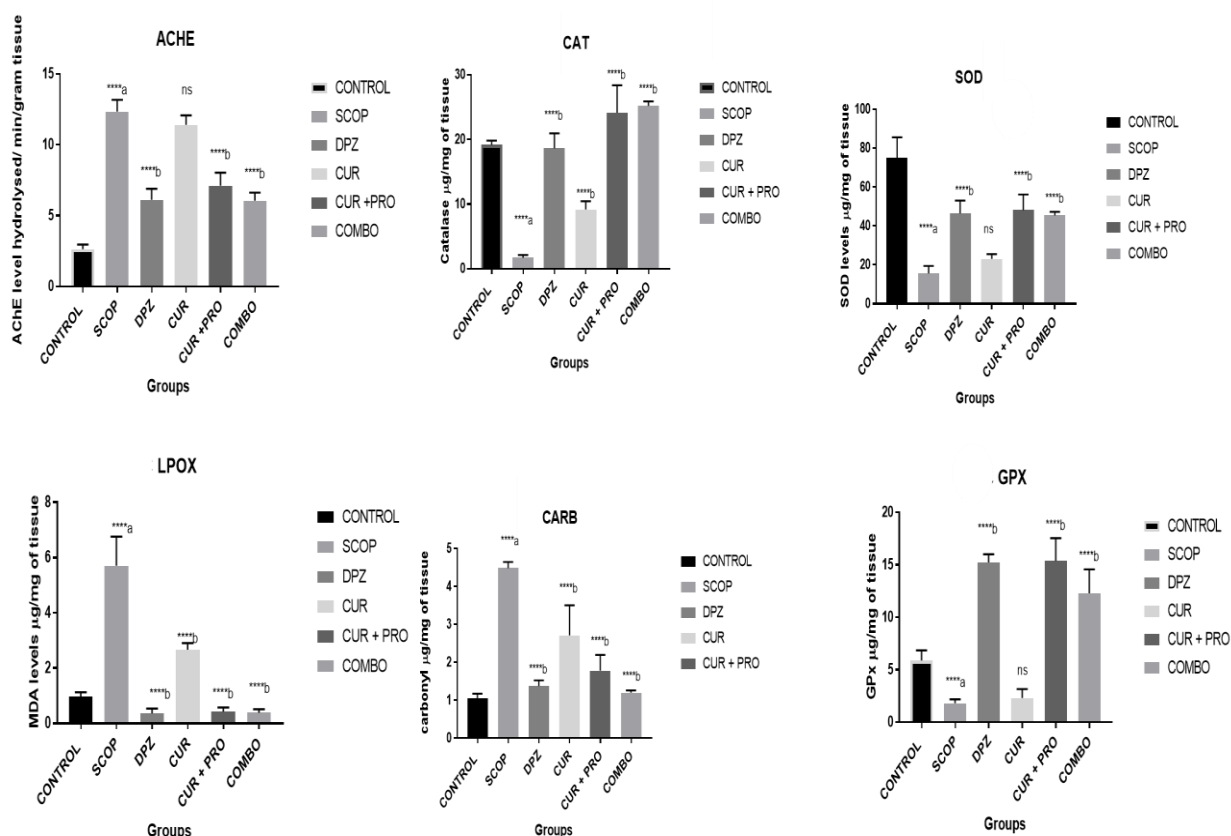 ACHE
AChE level hydrolysed/ min/gram tissue
15
10
5
0
****a
****b
ns
****b
****b
CONTROL
SCOP
DPZ
CUR
CUR +PRO
COMBO
Groups
CONTROL
SCOP
DPZ
CUR
CUR +PRO
COMBO
CAT
Catalase µg/mg of tissue
30
20
10
0
****a
****b
****b
****b
****b
CONTROL
SCOP
DPZ
CUR
CUR + PRO
COMBO
Groups
CONTROL
SCOP
DPZ
CUR
CUR + PRO
COMBO
SOD
SOD levels µg/mg of tissue
100
80
60
40
20
0
****a
****b
ns
****b
****b
CONTROL
SCOP
DPZ
CUR
CUR + PRO
COMBO
Groups
CONTROL
SCOP
DPZ
CUR
CUR + PRO
COMBO
LPOX
MDA levels µg/mg of tissue
8
6
4
2
0
****a
****b
****b
****b
****b
CONTROL
SCOP
DPZ
CUR
CUR + PRO
COMBO
Groups
CONTROL
SCOP
DPZ
CUR
CUR + PRO
COMBO
CARB
carbonyl µg/mg of tissue
5
4
3
2
1
0
****a
****b
****b
****b
****b
CONTROL
SCOP
DPZ
CUR
CUR + PRO
COMBO
Groups
CONTROL
SCOP
DPZ
CUR
CUR + PRO
. GPX
GPx µg/mg of tissue
20
15
10
5
0
****a
****b
ns
****b
****b
CONTROL
SCOP
DPZ
CUR
CUR + PRO
COMBO
Groups
CONTROL
SCOP
DPZ
CUR
CUR + PRO
COMBO